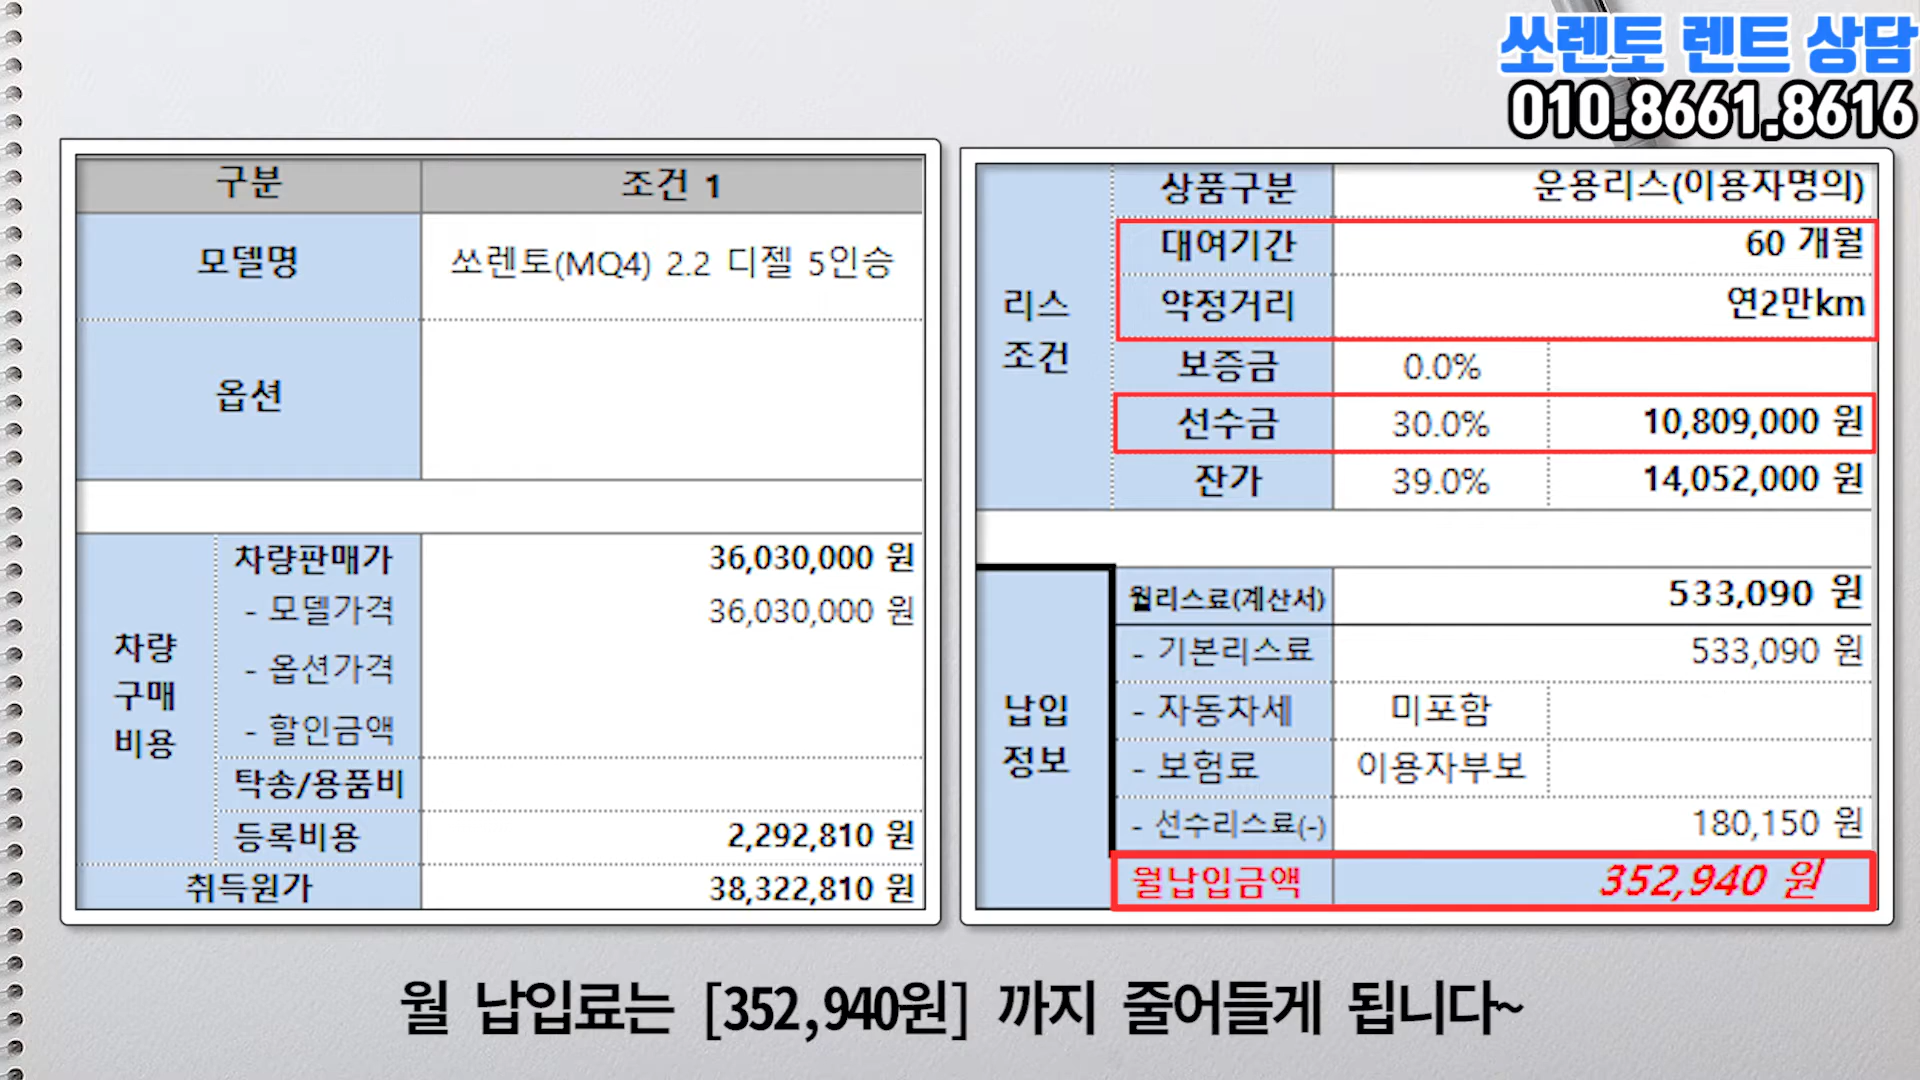 쏘렌토 렌트 상담
010.8661.8616
구분 조건 1
모델명 쏘렌토(MQ4) 2.2 디젤 5인승
옵션
차량 구매 비용
차량판매가 36,030,000 원
- 모델가격 36,030,000 원
- 옵션가격
- 할인금액
탁송/용품비
등록비용 2,292,810 원
취득원가 38,322,810 원
리스 조건
상품구분 운용리스(이용자명의)
대여기간 60 개월
약정거리 연2만km
보증금 0.0%
선수금 30.0% 10,809,000 원
잔가 39.0% 14,052,000 원
납입 정보
월리스료(계산서) 533,090 원
- 기본리스료 533,090 원
- 자동차세 미포함
- 보험료 이용자부보
- 선수리스료(-) 180,150 원
월납입금액 352,940 원
월 납입료는 [352,940원] 까지 줄어들게 됩니다~